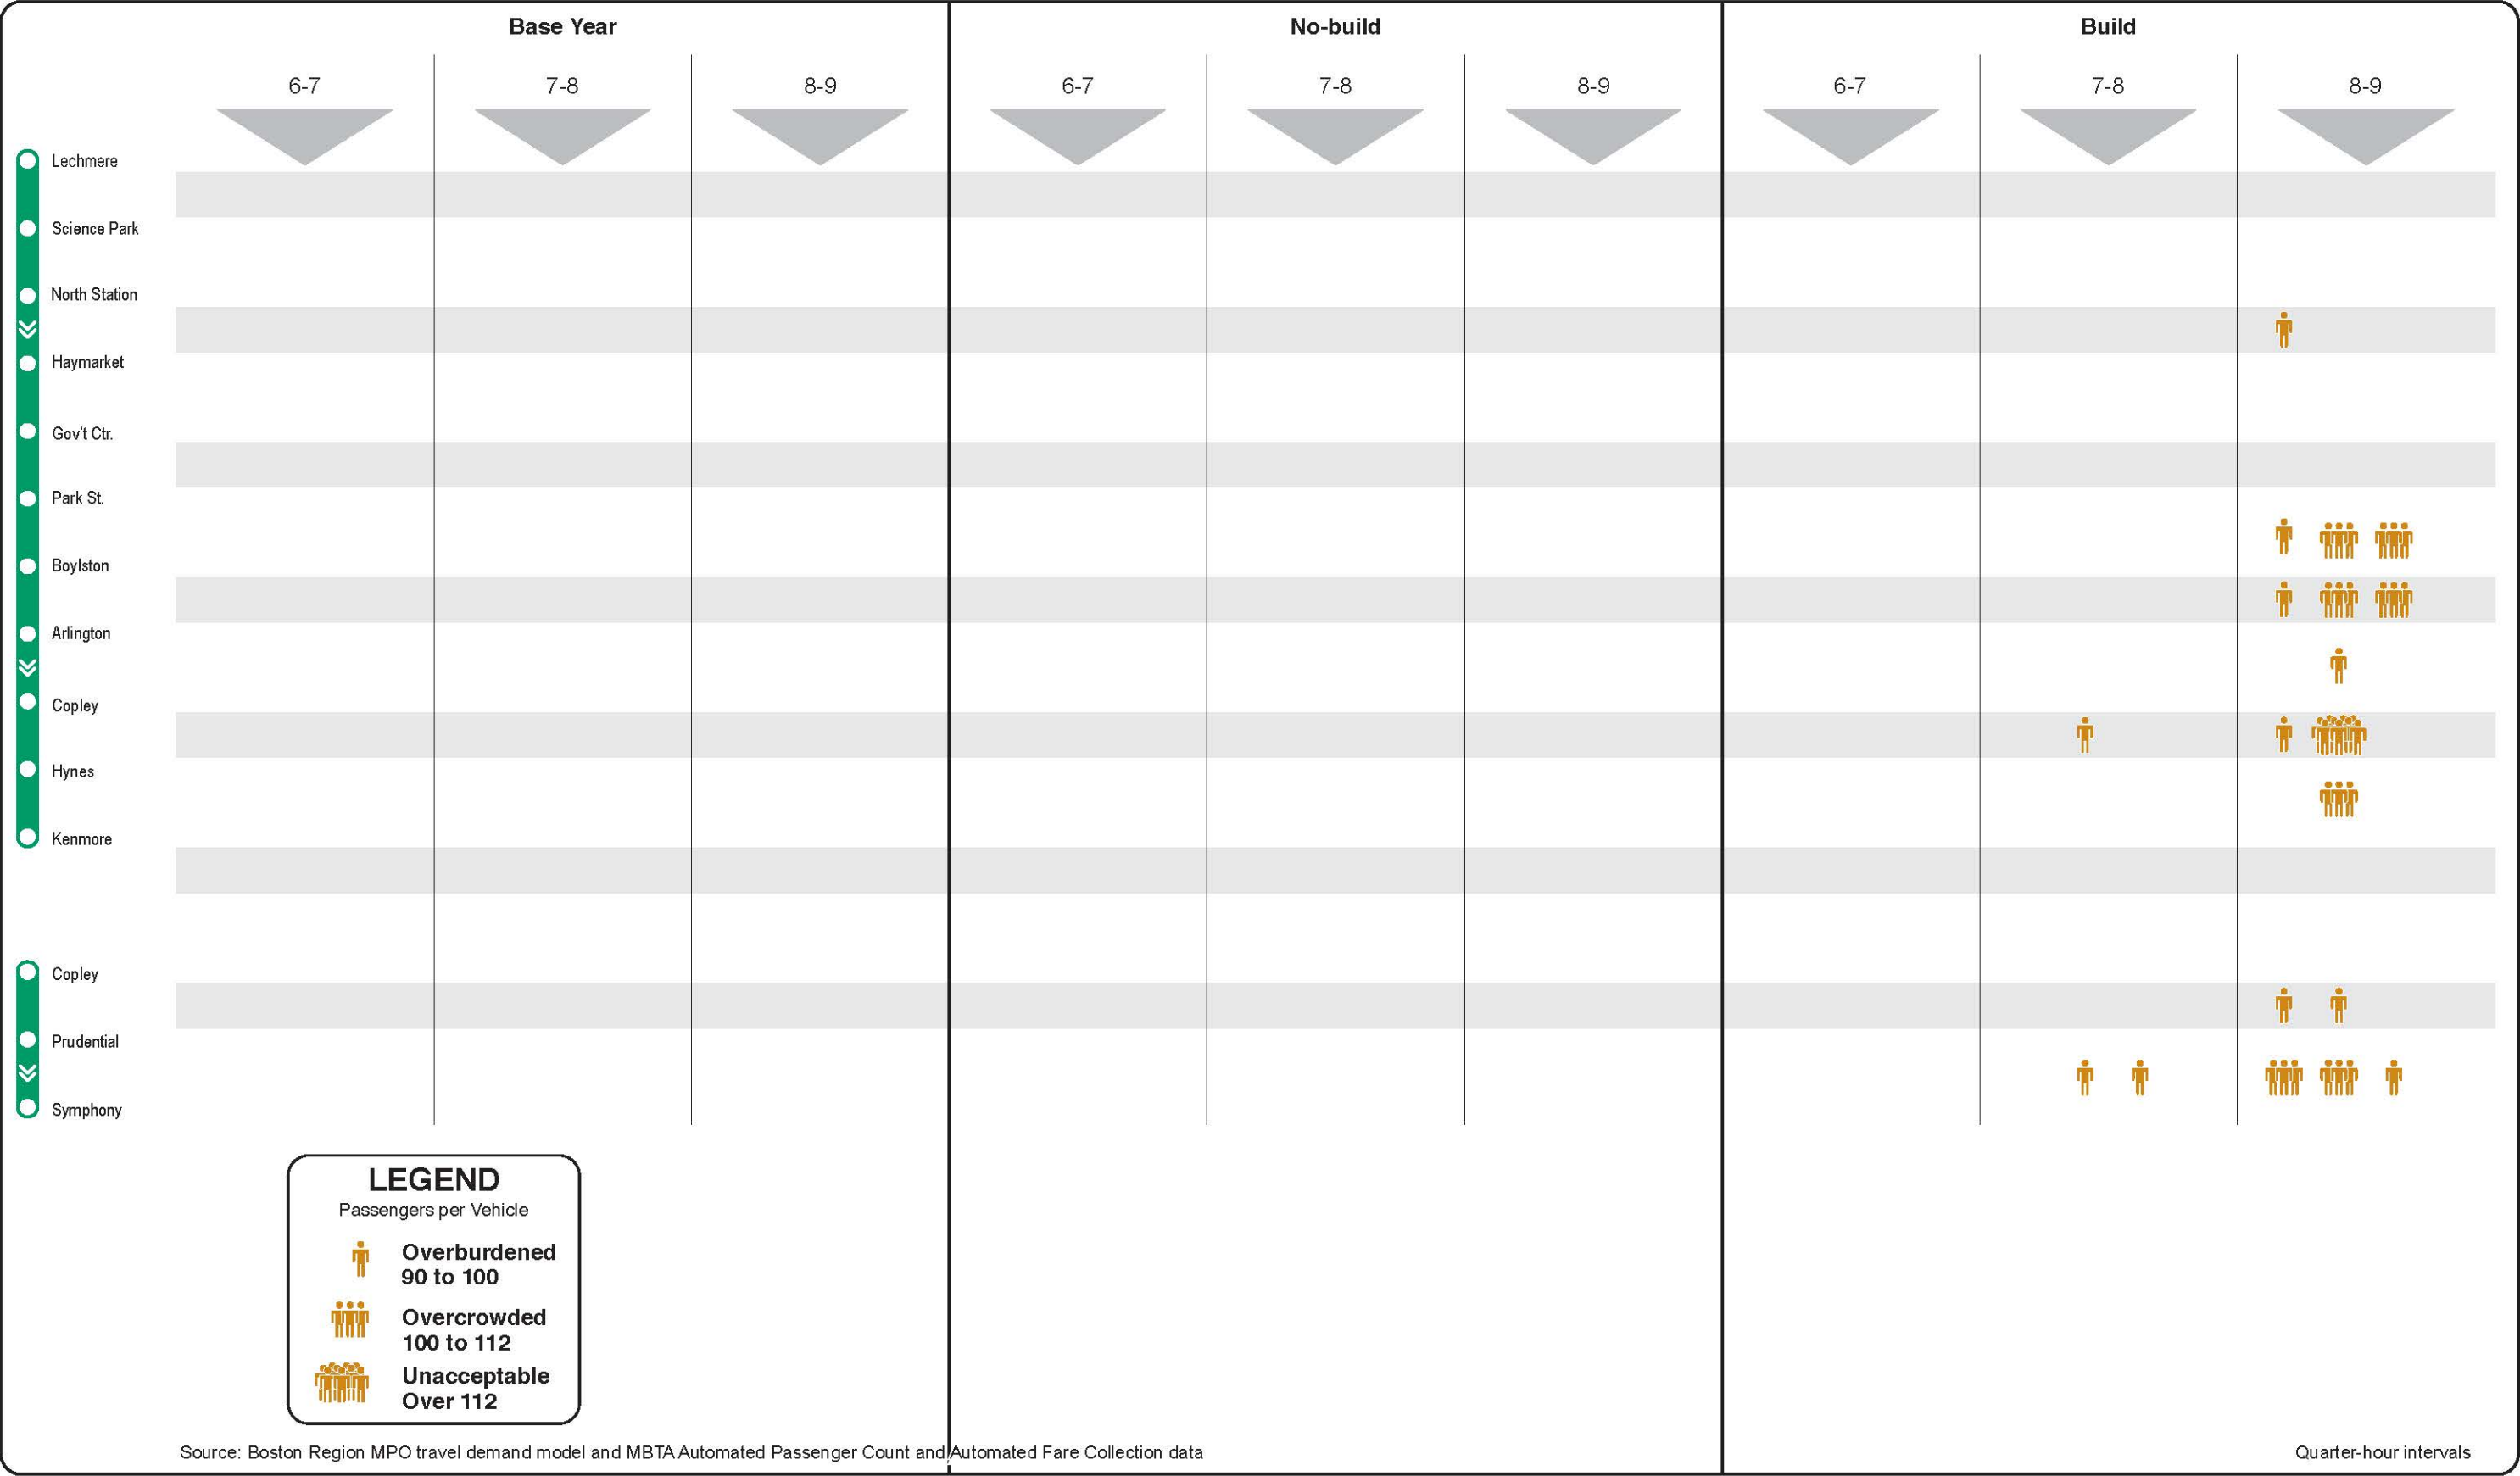 Base Year
No-build
Build
6-7
7-8
8-9
6-7
7-8
8-9
6-7
7-8
8-9
Lechmere
Science Park
North Station
Haymarket
Gov't Ctr.
Park St.
Boylston
Arlington
Copley
Hynes
Kenmore
Copley
Prudential
Symphony
LEGEND
Passengers per Vehicle
Overburdened
90 to 100
Overcrowded
100 to 112
Unacceptable
Over 112
Source: Boston Region MPO travel demand model and MBTA Automated Passenger Count and Automated Fare Collection data
Quarter-hour intervals